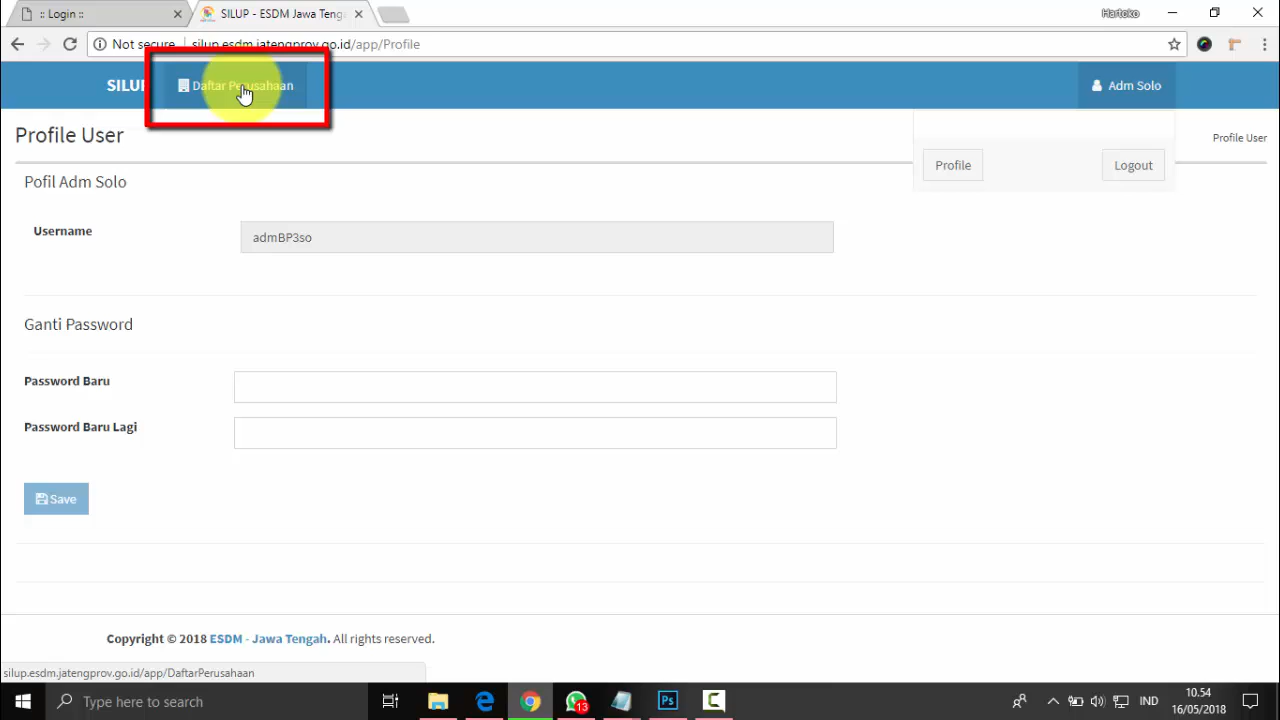 :: Login ::
SILUP - ESDM Jawa Teng
Hartoko
Not secure
silup.esdm.jatengprov.go.id/app/Profile
Daftar Perusahaan
Adm Solo
Profile User
Profile User
Profile
Logout
Pofil Adm Solo
Username
admBP3so
Ganti Password
Password Baru
Password Baru Lagi
Save
Copyright © 2018 ESDM - Jawa Tengah. All rights reserved.
silup.esdm.jatengprov.go.id/app/DaftarPerusahaan
Type here to search
13
Ps
IND
10.54
16/05/2018